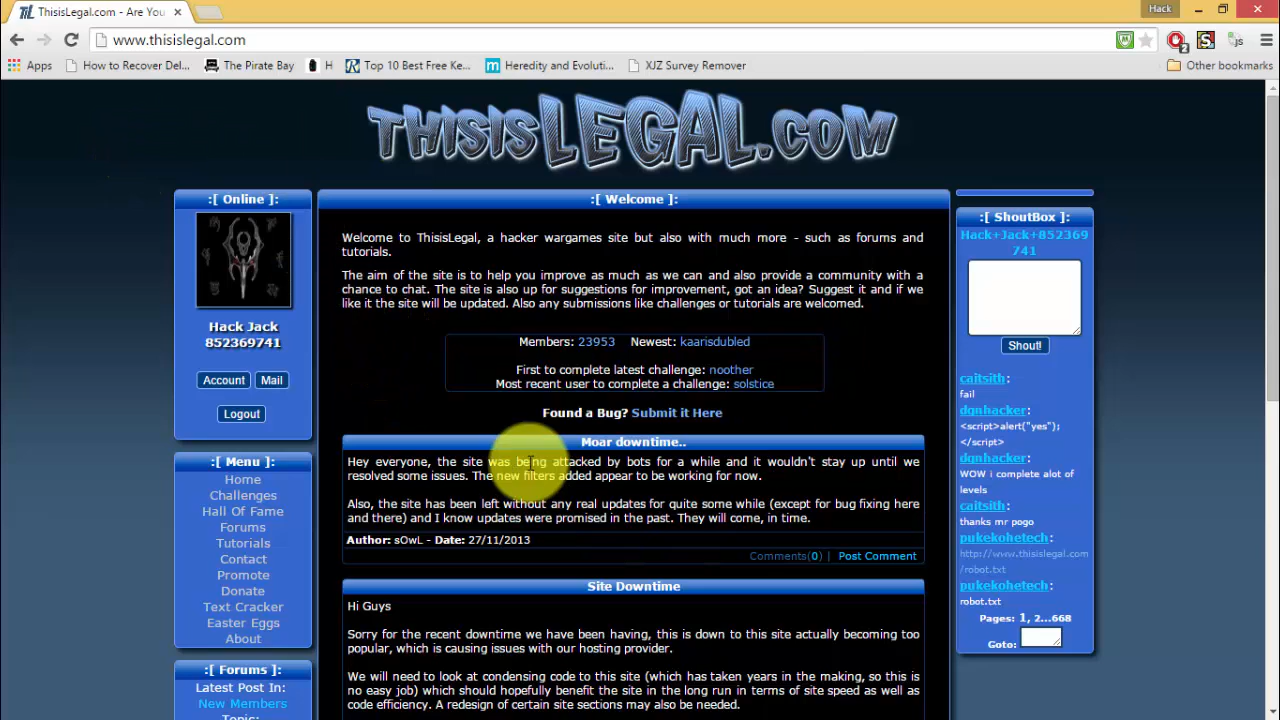 ThisisLegal.com - Are You
Hack
www.thisislegal.com
Apps
How to Recover Del...
The Pirate Bay
H
Top 10 Best Free Ke...
Heredity and Evoluti...
XJZ Survey Remover
Other bookmarks
THISISLEGAL.COM
:[ Online ]:
Hack Jack
852369741
Account Mail
Logout
:[ Menu ]:
Home
Challenges
Hall Of Fame
Forums
Tutorials
Contact
Promote
Donate
Text Cracker
Easter Eggs
About
:[ Forums ]:
Latest Post In:
New Members
Topic:
:[ Welcome ]:
Welcome to ThisisLegal, a hacker wargames site but also with much more - such as forums and
tutorials.
The aim of the site is to help you improve as much as we can and also provide a community with a
chance to chat. The site is also up for suggestions for improvement, got an idea? Suggest it and if we
like it the site will be updated. Also any submissions like challenges or tutorials are welcomed.
Members: 23953 Newest: kaarisdubled
First to complete latest challenge: noother
Most recent user to complete a challenge: solstice
Found a Bug? Submit it Here
Moar downtime..
Hey everyone, the site was being attacked by bots for a while and it wouldn't stay up until we
resolved some issues. The new filters added appear to be working for now.
Also, the site has been left without any real updates for quite some while (except for bug fixing here
and there) and I know updates were promised in the past. They will come, in time.
Author: sOwL - Date: 27/11/2013
Comments(0) | Post Comment
Site Downtime
Hi Guys
Sorry for the recent downtime we have been having, this is down to this site actually becoming too
popular, which is causing issues with our hosting provider.
We will need to look at condensing code to this site (which has taken years in the making, so this is
no easy job) which should hopefully benefit the site in the long run in terms of site speed as well as
code efficiency. A redesign of certain site sections may also be needed.
:[ ShoutBox ]:
Hack+Jack+852369
741
Shout!
caitsith:
fail
dgnhacker:
<script>alert("yes");
</script>
dgnhacker:
WOW i complete alot of
levels
caitsith:
thanks mr pogo
pukekohetech:
http://www.thisislegal.com
/robot.txt
pukekohetech:
robot.txt
Pages: 1, 2...668
Goto: